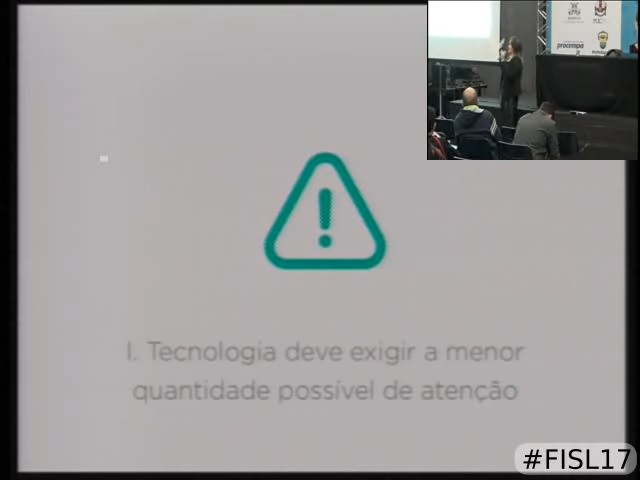 I. Tecnologia deve exigir a menor
quantidade possível de atenção
procempa
#FISL17